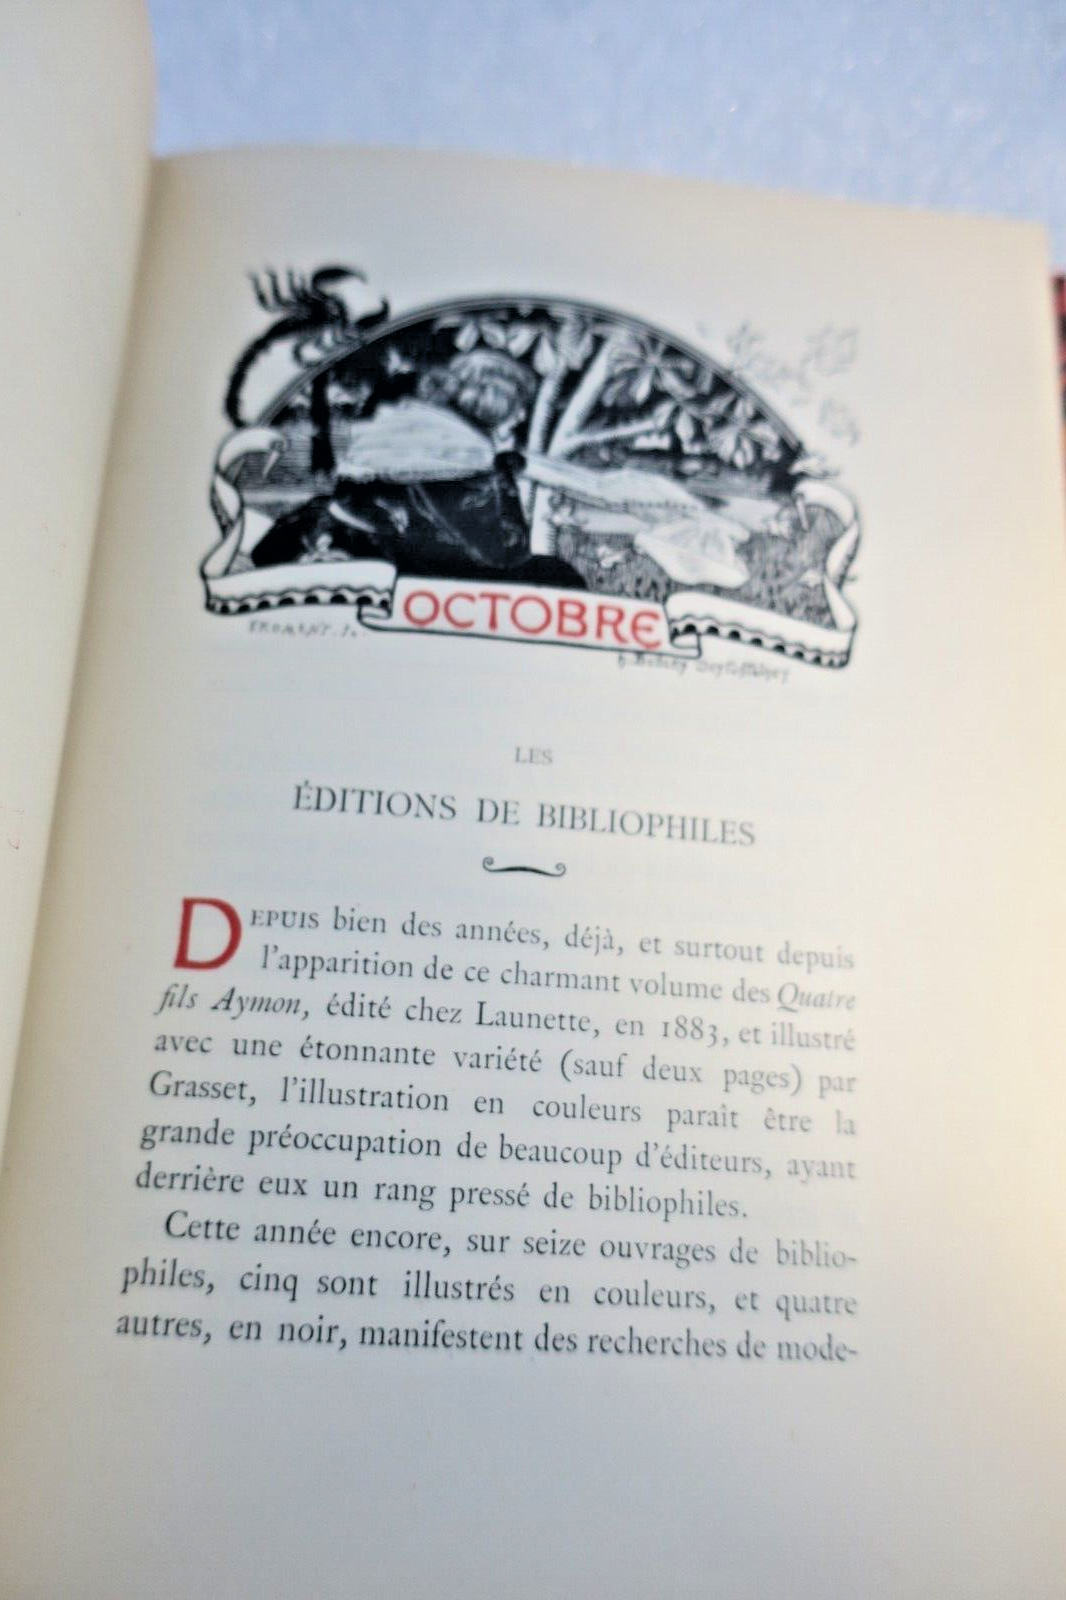 OCTOBRE
FROMENT. Sc.
LES
ÉDITIONS DE BIBLIOPHILES
DEPUIS bien des années, déjà, et surtout depuis
l'apparition de ce charmant volume des Quatre
fils Aymon, édité chez Launette, en 1883, et illustré
avec une étonnante variété (sauf deux pages) par
Grasset, l'illustration en couleurs paraît être la
grande préoccupation de beaucoup d'éditeurs, ayant
derrière eux un rang pressé de bibliophiles.
Cette année encore, sur seize ouvrages de biblio-
philes, cinq sont illustrés en couleurs, et quatre
autres, en noir, manifestent des recherches de mode-